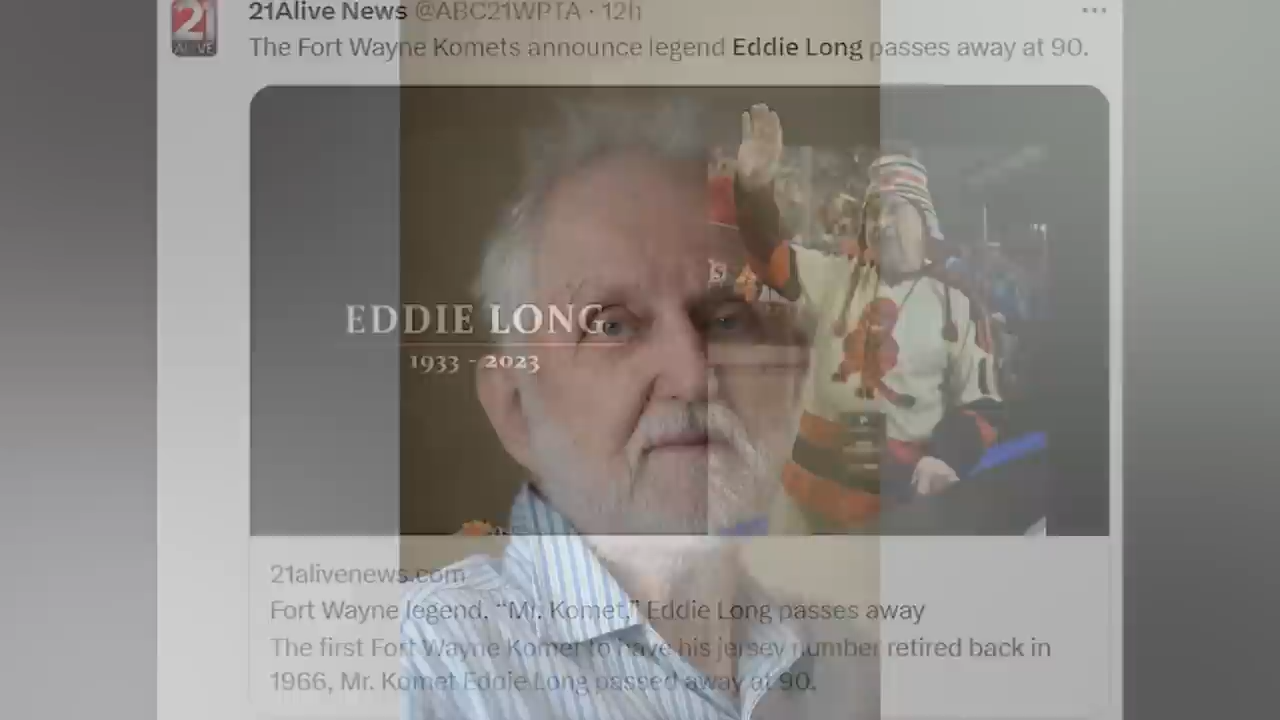 21Alive News @ABC21WPTA · 12h
The Fort Wayne Komets announce legend Eddie Long passes away at 90.
21
ALIVE
EDDIE LONG
1933 - 2023
21alivenews.com
Fort Wayne legend, “Mr. Komet,” Eddie Long passes away
The first Fort Wayne Komet to have his jersey number retired back in
1966, Mr. Komet Eddie Long passed away at 90.